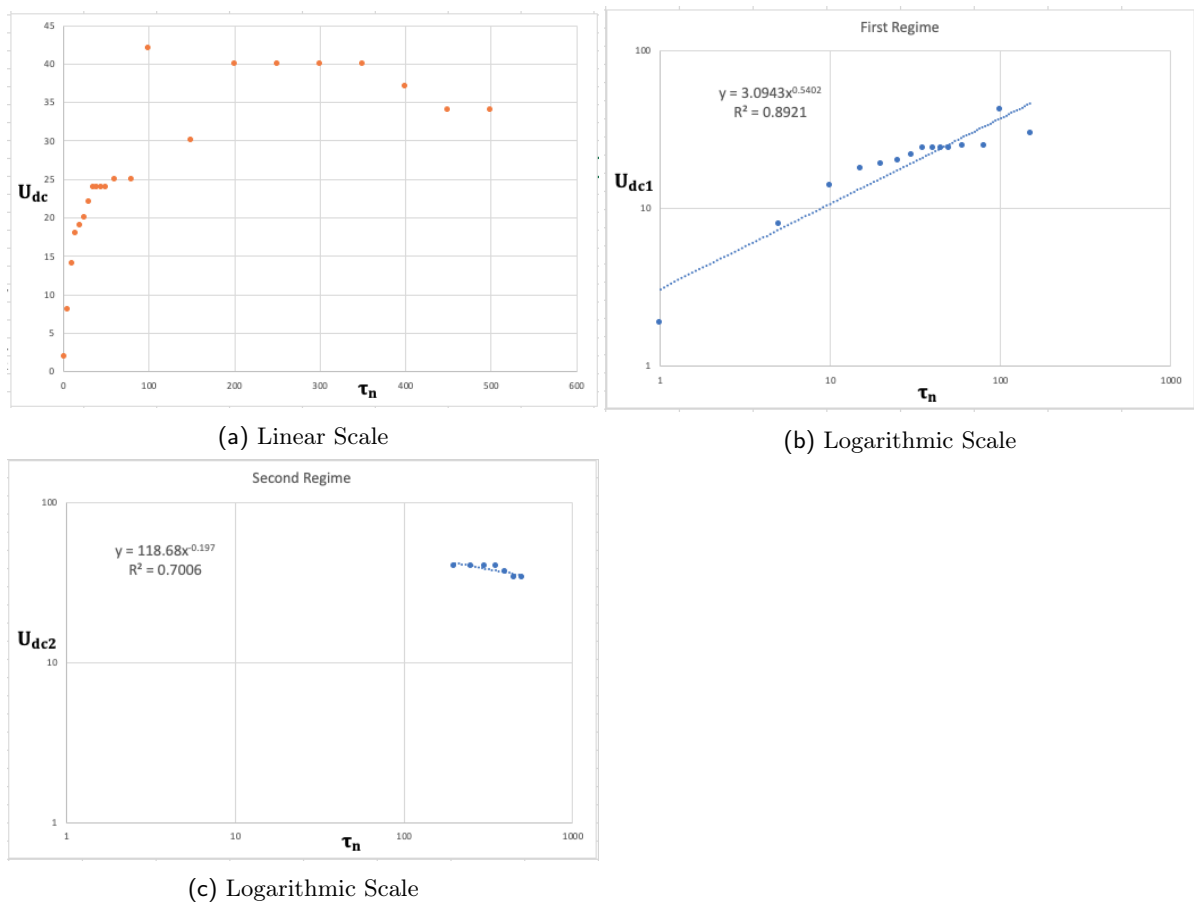 45
40
35
30
25
20
15
10
5
0
U_dc
0 100 200 300 400 500 600
τ_n
(a) Linear Scale
First Regime
y = 3.0943x^0.5402
R² = 0.8921
100
10
1
U_dc1
1 10 100 1000
τ_n
(b) Logarithmic Scale
Second Regime
y = 118.68x^-0.197
R² = 0.7006
100
10
1
U_dc2
1 10 100 1000
τ_n
(c) Logarithmic Scale